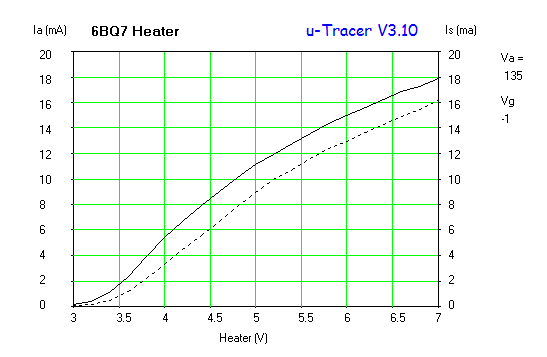 Ia (mA) 6BQ7 Heater u-Tracer V3.10 Is (ma)
20 20
Va =
18 18
135
16 16
Vg
-1
14 14
12 12
10 10
8 8
6 6
4 4
2 2
0 0
3 3.5 4 4.5 5 5.5 6 6.5 7
Heater (V)